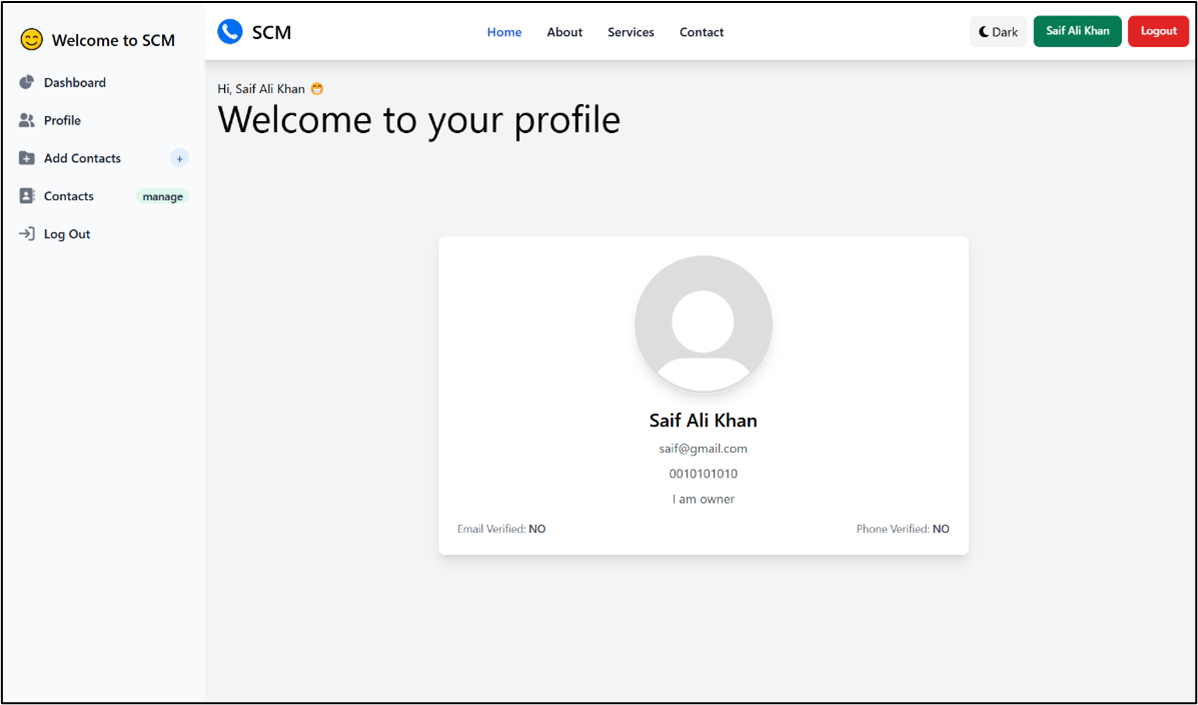 Welcome to SCM
Dashboard
Profile
Add Contacts +
Contacts manage
Log Out
SCM Home About Services Contact Dark Saif Ali Khan Logout
Hi, Saif Ali Khan 😁
Welcome to your profile
Saif Ali Khan
saif@gmail.com
0010101010
I am owner
Email Verified: NO Phone Verified: NO